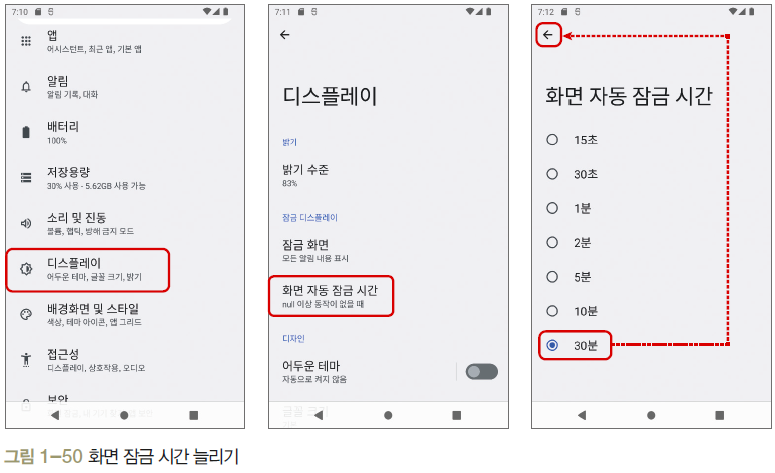 7:10
앱
어시스턴트, 최근 앱, 기본 앱
알림
알림 기록, 대화
배터리
100%
저장용량
30% 사용 - 5.62GB 사용 가능
소리 및 진동
볼륨, 햅틱, 방해 금지 모드
디스플레이
어두운 테마, 글꼴 크기, 밝기
배경화면 및 스타일
색상, 테마 아이콘, 앱 그리드
접근성
디스플레이, 상호작용, 오디오
보안
7:11
디스플레이
밝기
밝기 수준
83%
잠금 디스플레이
잠금 화면
모든 알림 내용 표시
화면 자동 잠금 시간
null 이상 동작이 없을 때
디자인
어두운 테마
자동으로 켜지 않음
글꼴 크기
7:12
화면 자동 잠금 시간
15초
30초
1분
2분
5분
10분
30분
그림 1-50 화면 잠금 시간 늘리기